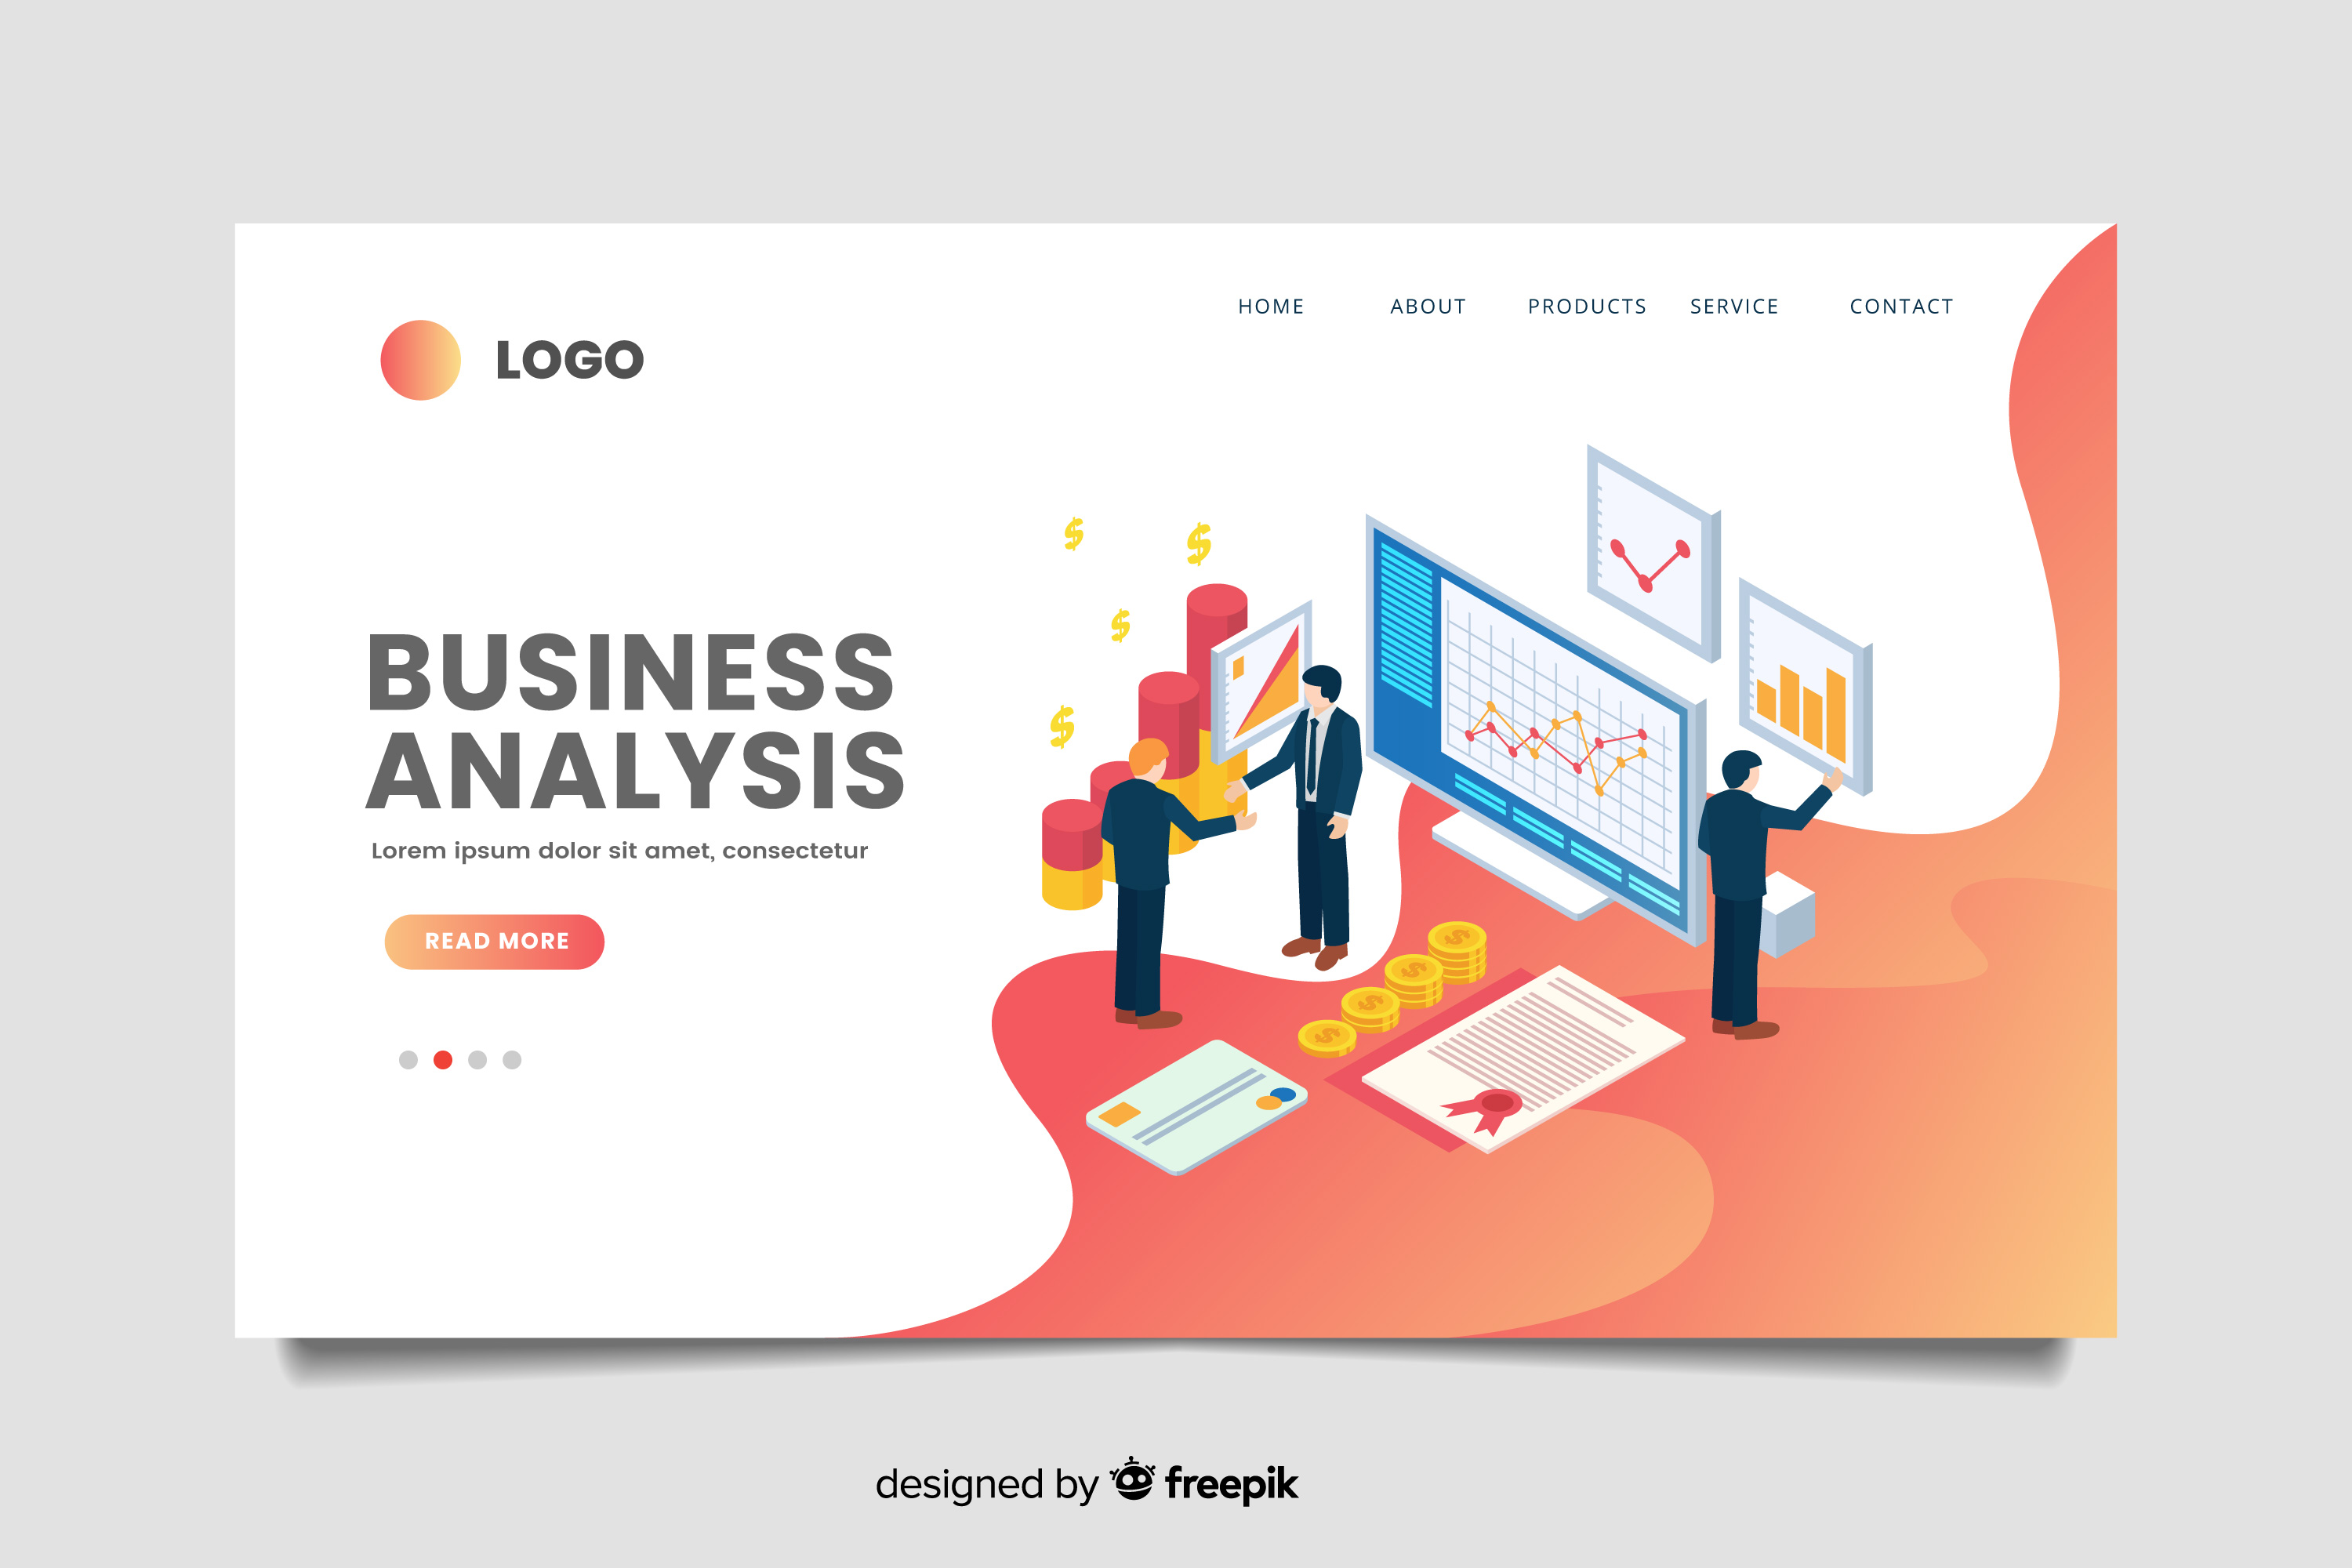 HOME ABOUT PRODUCTS SERVICE CONTACT
LOGO
$
$
$
$
BUSINESS
ANALYSIS
Lorem ipsum dolor sit amet, consectetur
READ MORE
$
$
$
$
designed by freepik